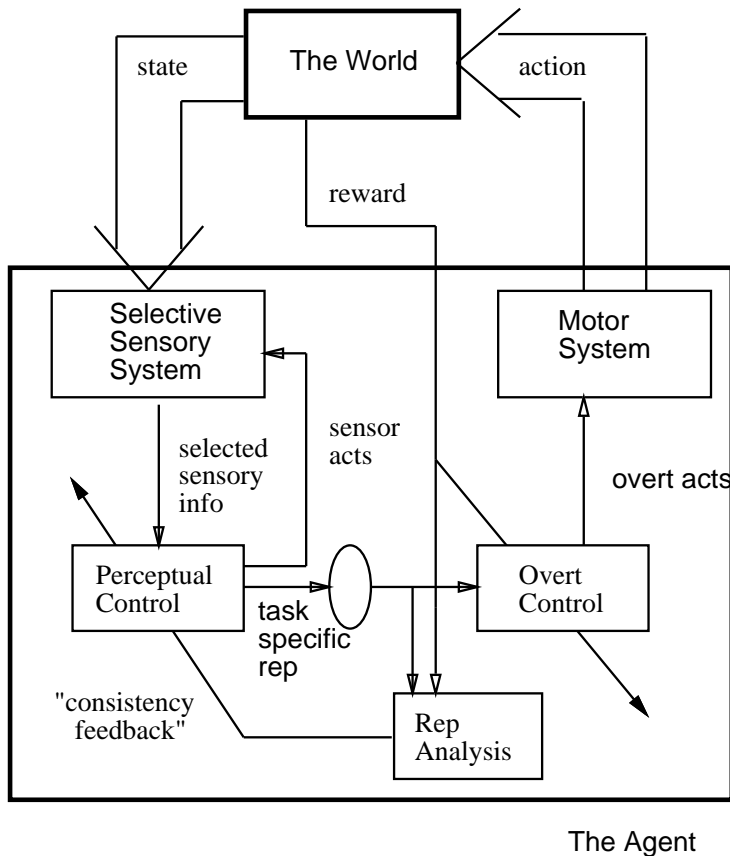 The World
state
action
reward
Selective
Sensory
System
Motor
System
sensor
acts
selected
sensory
info
overt acts
Perceptual
Control
Overt
Control
task
specific
rep
"consistency
feedback"
Rep
Analysis
The Agent